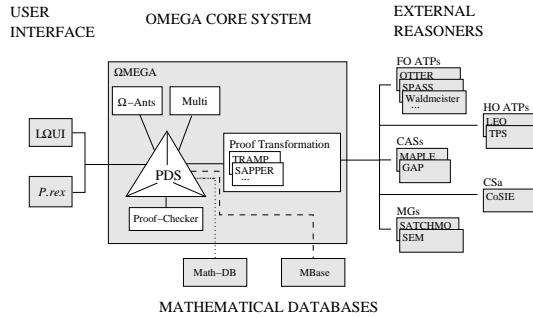 USER INTERFACE
OMEGA CORE SYSTEM
EXTERNAL REASONERS
ΩMEGA
Ω−Ants
Multi
LΩUI
P.rex
PDS
Proof−Checker
Proof Transformation
TRAMP
SAPPER
...
FO ATPs
OTTER
SPASS
Waldmeister
...
HO ATPs
LEO
TPS
CASs
MAPLE
GAP
CSa
CoSIE
MGs
SATCHMO
SEM
Math−DB
MBase
MATHEMATICAL DATABASES